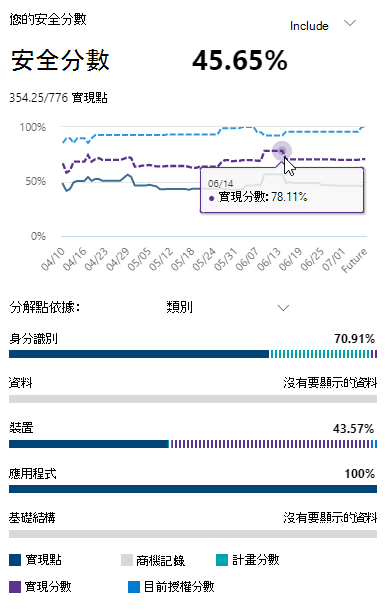 您的安全分數
Include
安全分數 45.65%
354.25/776 實現點
100%
50%
0%
06/14
實現分數: 78.11%
04/10 04/16 04/23 04/29 05/05 05/12 05/18 05/24 05/31 06/07 06/13 06/19 06/25 07/01 Future
分解點依據: 類別
身分識別 70.91%
資料 沒有要顯示的資料
裝置 43.57%
應用程式 100%
基礎結構 沒有要顯示的資料
實現點 商機記錄 計畫分數
實現分數 目前授權分數